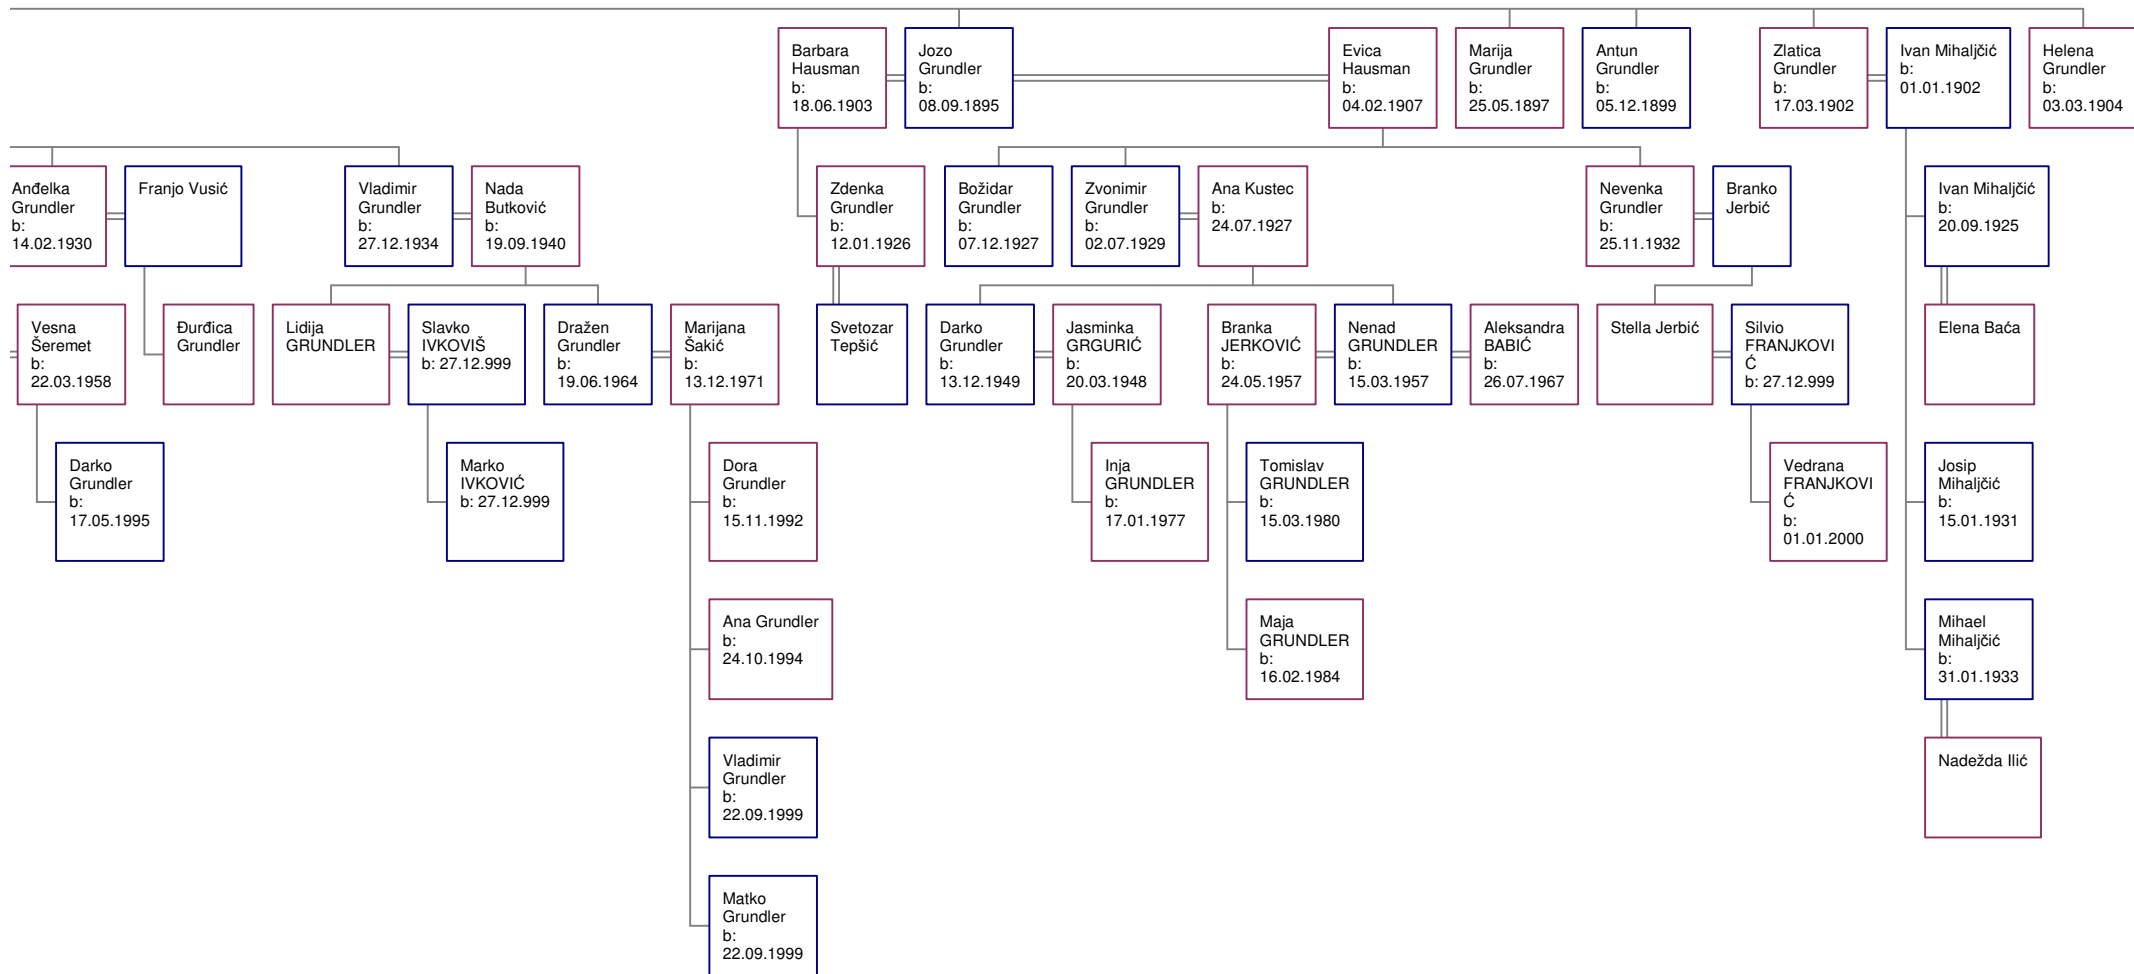 Barbara
Hausman
b:
18.06.1903
Jozo
Grundler
b:
08.09.1895
Evica
Hausman
b:
04.02.1907
Marija
Grundler
b:
25.05.1897
Antun
Grundler
b:
05.12.1899
Zlatica
Grundler
b:
17.03.1902
Ivan Mihaljčić
b:
01.01.1902
Helena
Grundler
b:
03.03.1904
Anđelka
Grundler
b:
14.02.1930
Franjo Vusić
Vladimir
Grundler
b:
27.12.1934
Nada
Butković
b:
19.09.1940
Zdenka
Grundler
b:
12.01.1926
Božidar
Grundler
b:
07.12.1927
Zvonimir
Grundler
b:
02.07.1929
Ana Kustec
b:
24.07.1927
Nevenka
Grundler
b:
25.11.1932
Branko
Jerbić
Ivan Mihaljčić
b:
20.09.1925
Vesna
Šeremet
b:
22.03.1958
Đurđica
Grundler
Lidija
GRUNDLER
Slavko
IVKOVIŠ
b: 27.12.999
Dražen
Grundler
b:
19.06.1964
Marijana
Šakić
b:
13.12.1971
Svetozar
Tepšić
Darko
Grundler
b:
13.12.1949
Jasminka
GRGURIĆ
b:
20.03.1948
Branka
JERKOVIĆ
b:
24.05.1957
Nenad
GRUNDLER
b:
15.03.1957
Aleksandra
BABIĆ
b:
26.07.1967
Stella Jerbić
Silvio
FRANJKOVI
Ć
b: 27.12.999
Elena Baća
Darko
Grundler
b:
17.05.1995
Marko
IVKOVIĆ
b: 27.12.999
Dora
Grundler
b:
15.11.1992
Inja
GRUNDLER
b:
17.01.1977
Tomislav
GRUNDLER
b:
15.03.1980
Vedrana
FRANJKOVI
Ć
b:
01.01.2000
Josip
Mihaljčić
b:
15.01.1931
Ana Grundler
b:
24.10.1994
Maja
GRUNDLER
b:
16.02.1984
Mihael
Mihaljčić
b:
31.01.1933
Vladimir
Grundler
b:
22.09.1999
Nadežda Ilić
Matko
Grundler
b:
22.09.1999